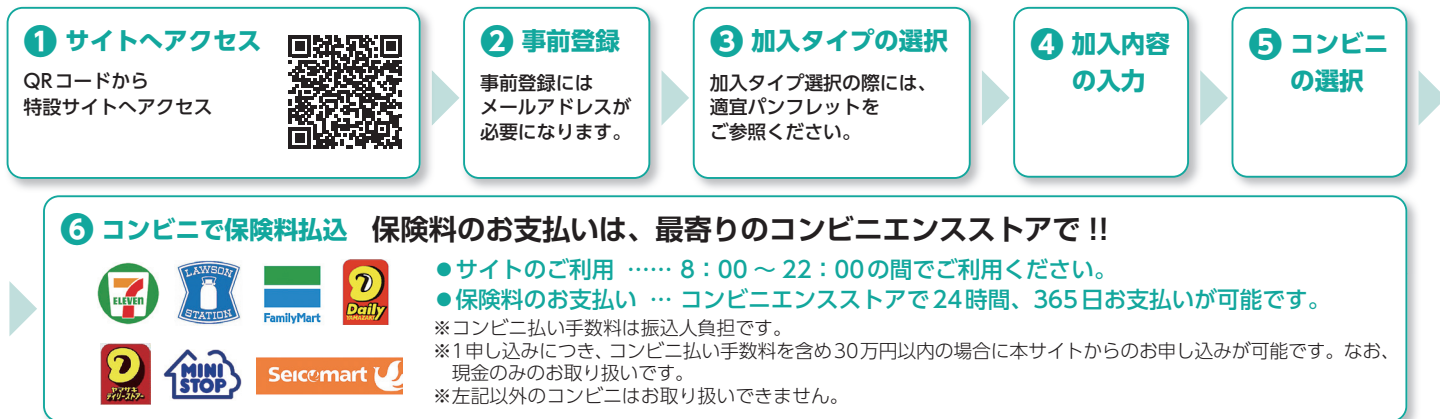 ❶ サイトへアクセス
QRコードから
特設サイトへアクセス
❷ 事前登録
事前登録には
メールアドレスが
必要になります。
❸ 加入タイプの選択
加入タイプ選択の際には、
適宜パンフレットを
ご参照ください。
❹ 加入内容
の入力
❺ コンビニ
の選択
❻ コンビニで保険料払込 保険料のお支払いは、最寄りのコンビニエンスストアで!!
7 ELEVEN
LAWSON
STATION
FamilyMart
Daily
YAMAZAKI
ヤマザキ
デイリーストアー
MINI
STOP
Seicomart
●サイトのご利用 …… 8：00 ～ 22：00の間でご利用ください。
●保険料のお支払い … コンビニエンスストアで24時間、365日お支払いが可能です。
※コンビニ払い手数料は振込人負担です。
※1申し込みにつき、コンビニ払い手数料を含め30万円以内の場合に本サイトからのお申し込みが可能です。なお、
現金のみのお取り扱いです。
※左記以外のコンビニはお取り扱いできません。